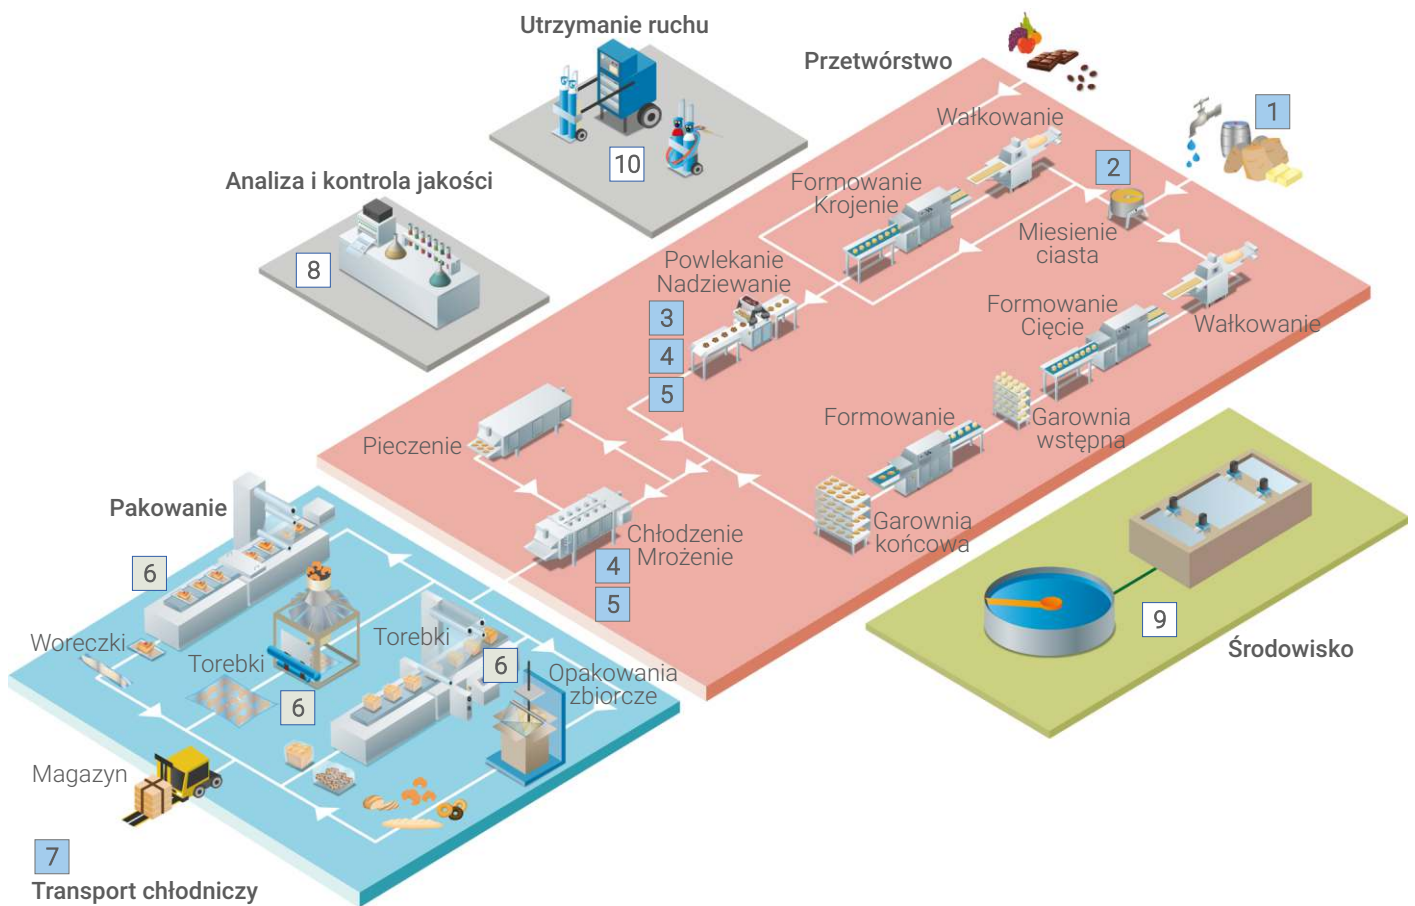 Utrzymanie ruchu
10
Przetwórstwo
1
Wałkowanie
2
Analiza i kontrola jakości
8
Formowanie
Krojenie
Miesienie
ciasta
Powlekanie
Nadziewanie
3
4
5
Formowanie
Cięcie
Wałkowanie
Formowanie
Garownia
wstępna
Pieczenie
Pakowanie
Chłodzenie
Mrożenie
4
5
Garownia
końcowa
6
Woreczki
Torebki
6
Torebki
6
Opakowania
zbiorcze
9
Środowisko
Magazyn
7
Transport chłodniczy